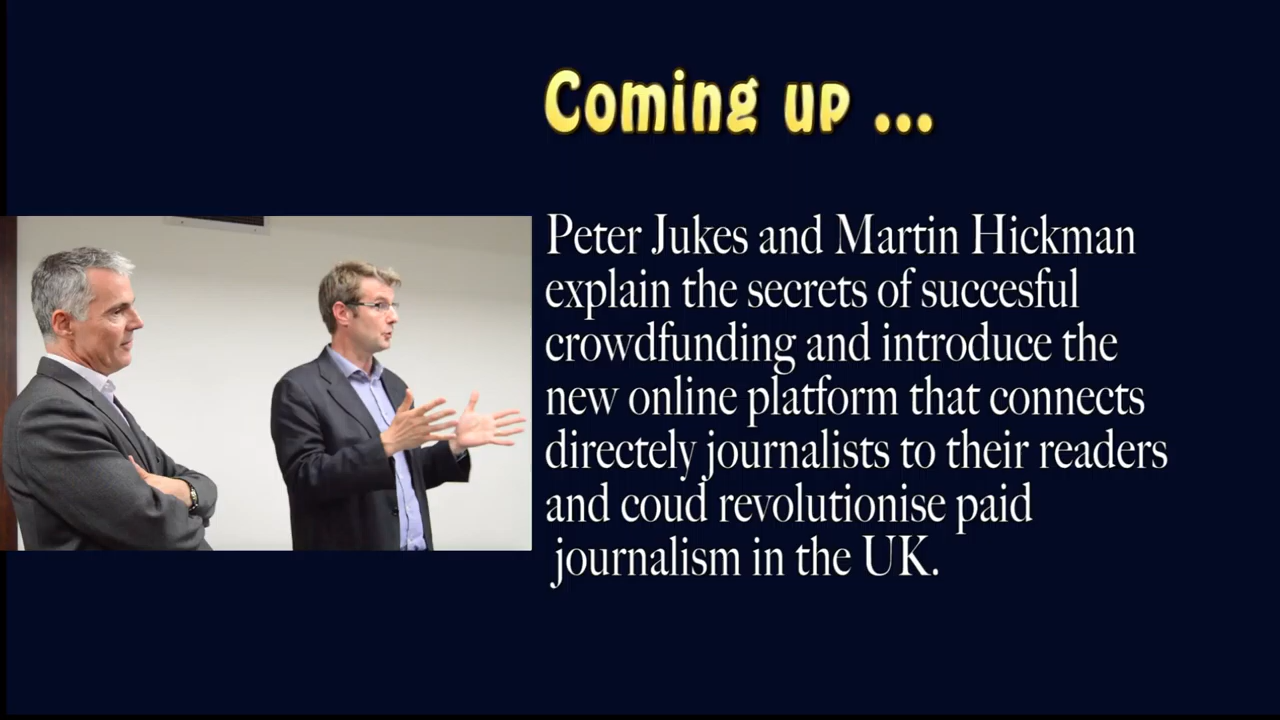 Coming up ...
Peter Jukes and Martin Hickman
explain the secrets of succesful
crowdfunding and introduce the
new online platform that connects
directely journalists to their readers
and coud revolutionise paid
journalism in the UK.